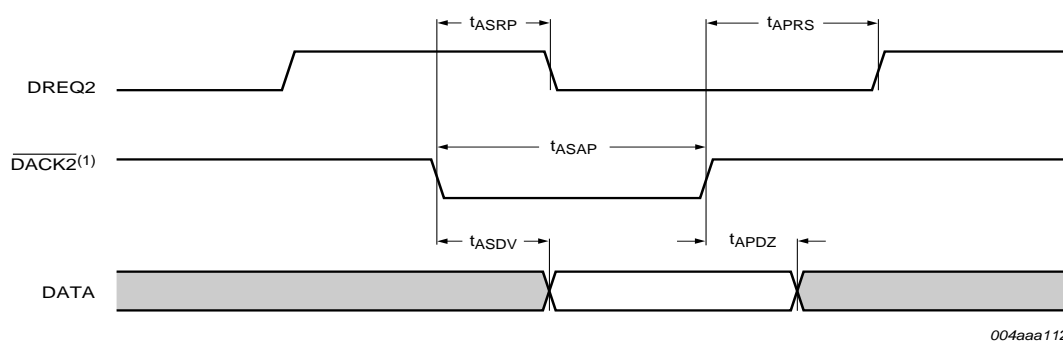 tASRP
tAPRS
DREQ2
tASAP
DACK2(1)
tASDV
tAPDZ
DATA
004aaa112